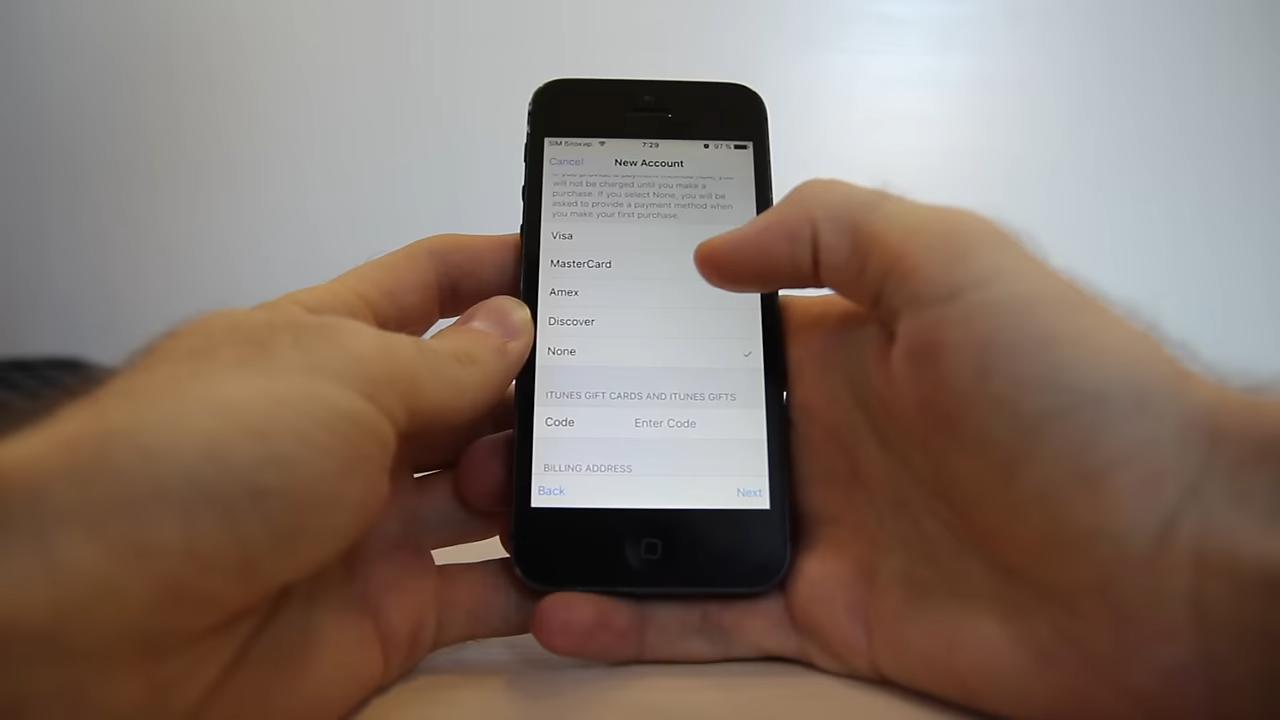 SIM блокир. 7:29 97 %
Cancel New Account
will not be charged until you make a
purchase. If you select None, you will be
asked to provide a payment method when
you make your first purchase.
Visa
MasterCard
Amex
Discover
None
ITUNES GIFT CARDS AND ITUNES GIFTS
Code Enter Code
BILLING ADDRESS
Back Next